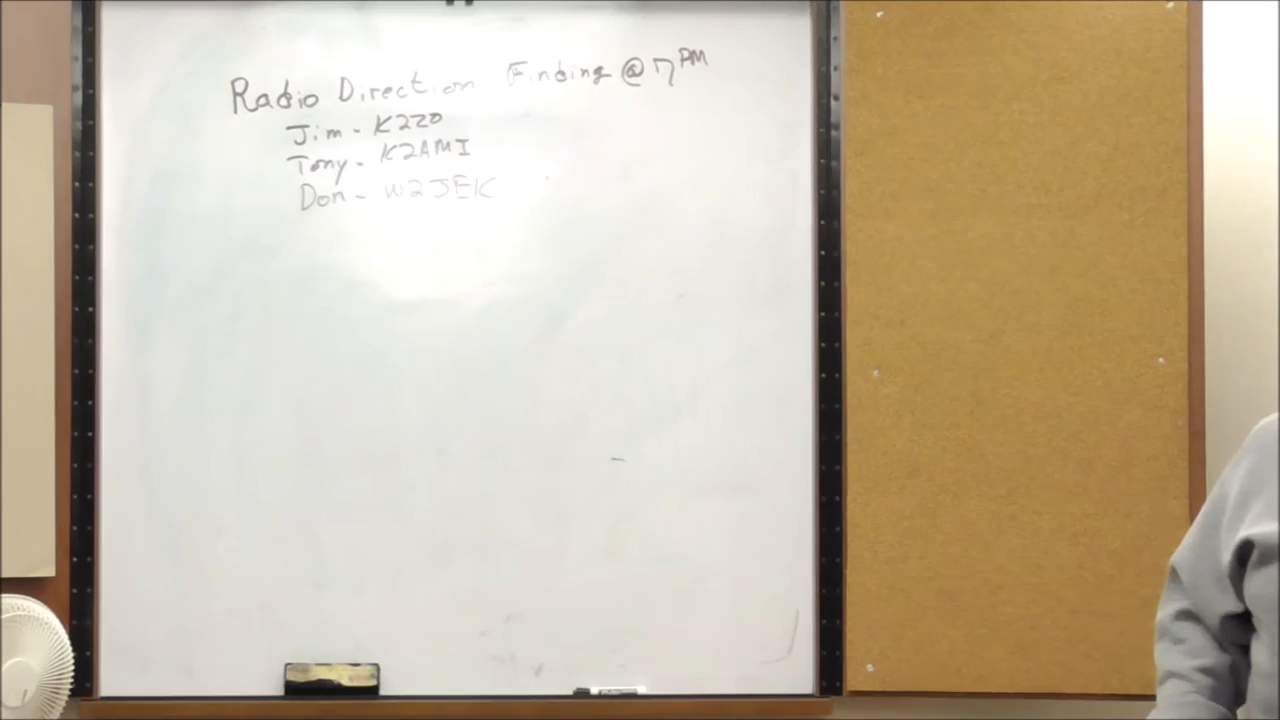 Radio Direction Finding @ 7PM
Jim - K2ZO
Tony - K2AMI
Don - W2JEK